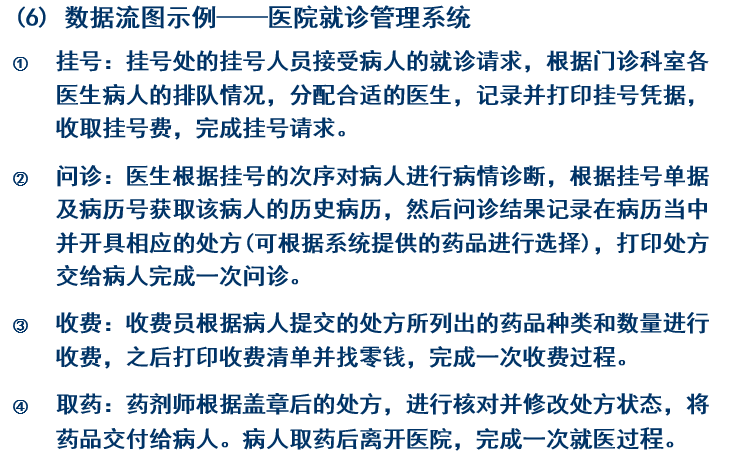 (6) 数据流图示例——医院就诊管理系统
① 挂号：挂号处的挂号人员接受病人的就诊请求，根据门诊科室各
医生病人的排队情况，分配合适的医生，记录并打印挂号凭据，
收取挂号费，完成挂号请求。
② 问诊：医生根据挂号的次序对病人进行病情诊断，根据挂号单据
及病历号获取该病人的历史病历，然后问诊结果记录在病历当中
并开具相应的处方(可根据系统提供的药品进行选择)，打印处方
交给病人完成一次问诊。
③ 收费：收费员根据病人提交的处方所列出的药品种类和数量进行
收费，之后打印收费清单并找零钱，完成一次收费过程。
④ 取药：药剂师根据盖章后的处方，进行核对并修改处方状态，将
药品交付给病人。病人取药后离开医院，完成一次就医过程。